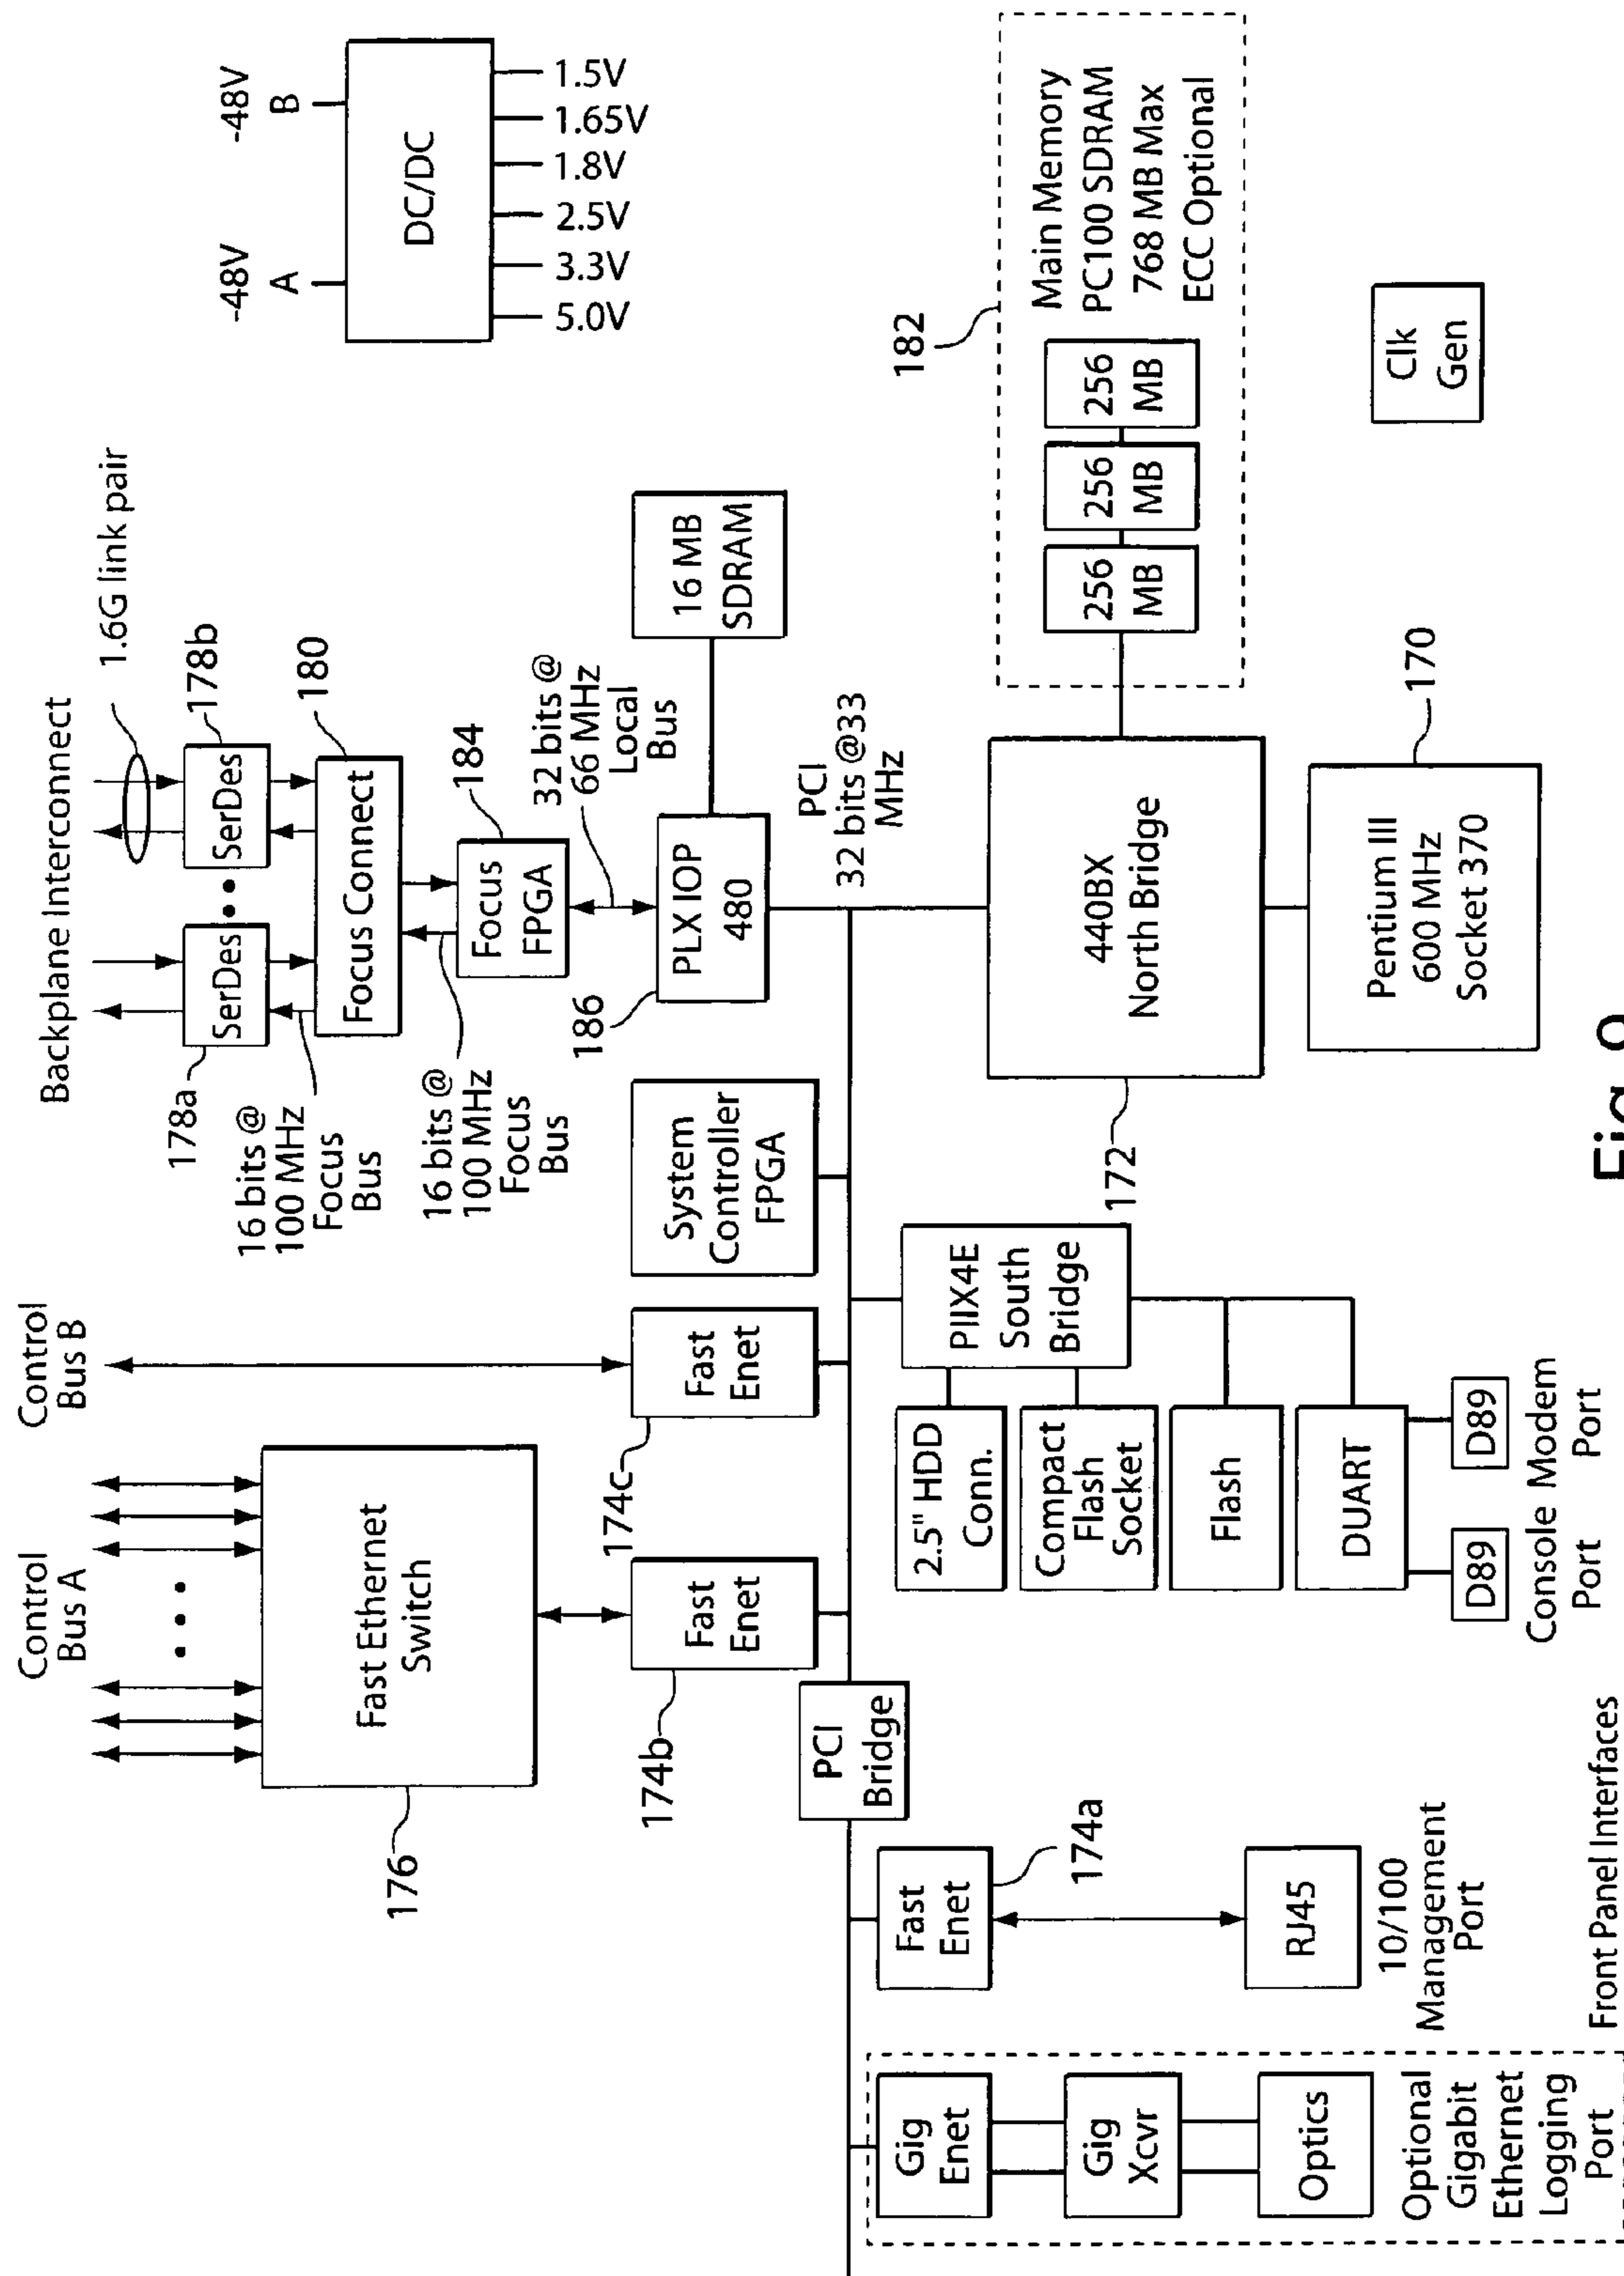 Control
Bus A
Control
Bus B
Backplane Interconnect
1.6G link pair
-48V
A
-48V
B
DC/DC
5.0V
3.3V
2.5V
1.8V
1.65V
1.5V
Fast Ethernet
Switch
176
SerDes
SerDes
178a
178b
16 bits @
100 MHz
Focus
Bus
Focus Connect
180
16 bits @
100 MHz
Focus
Bus
Focus
FPGA
184
32 bits @
66 MHz
Local
Bus
174b
Fast
Enet
174c
Fast
Enet
System
Controller
FPGA
186
PLX IOP
480
16 MB
SDRAM
PCI
Bridge
PCI
32 bits @33
MHz
Gig
Enet
Gig
Xcvr
Optics
Optional
Gigabit
Ethernet
Logging
Port
Fast
Enet
174a
RJ45
10/100
Management
Port
Front Panel Interfaces
PIIX4E
South
Bridge
2.5" HDD
Conn.
Compact
Flash
Socket
Flash
DUART
D89
D89
Console
Port
Modem
Port
172
440BX
North Bridge
182
256
MB
256
MB
256
MB
Main Memory
PC100 SDRAM
768 MB Max
ECC Optional
Pentium III
600 MHz
Socket 370
170
Clk
Gen